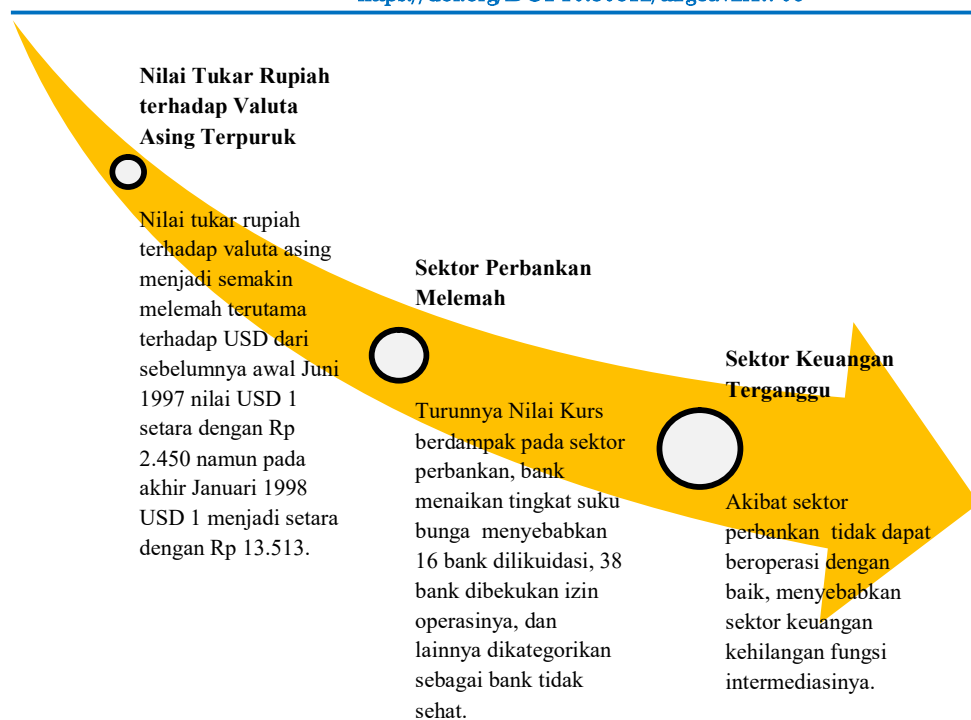 Nilai Tukar Rupiah
terhadap Valuta
Asing Terpuruk
Nilai tukar rupiah
terhadap valuta asing
menjadi semakin
melemah terutama
terhadap USD dari
sebelumnya awal Juni
1997 nilai USD 1
setara dengan Rp
2.450 namun pada
akhir Januari 1998
USD 1 menjadi setara
dengan Rp 13.513.
Sektor Perbankan
Melemah
Turunnya Nilai Kurs
berdampak pada sektor
perbankan, bank
menaikan tingkat suku
bunga menyebabkan
16 bank dilikuidasi, 38
bank dibekukan izin
operasinya, dan
lainnya dikategorikan
sebagai bank tidak
sehat.
Sektor Keuangan
Terganggu
Akibat sektor
perbankan tidak dapat
beroperasi dengan
baik, menyebabkan
sektor keuangan
kehilangan fungsi
intermediasinya.